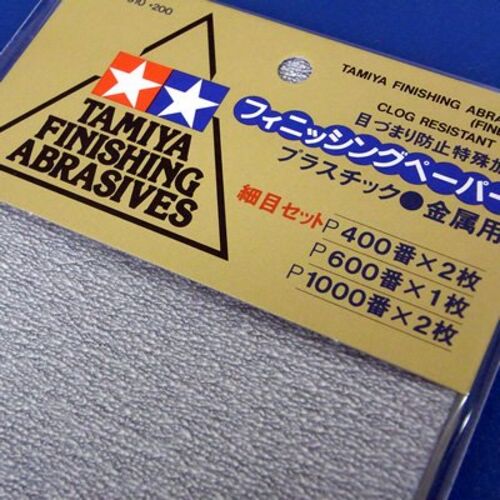 TAMIYA
FINISHING
ABRASIVES
TAMIYA FINISHING ABRA
(FIN
CLOG RESISTANT
目づまり防止特殊
フィニッシングペーパー
プラスチック●金属用
細目セット
P400番×2枚
P600番×1枚
P1000番×2枚